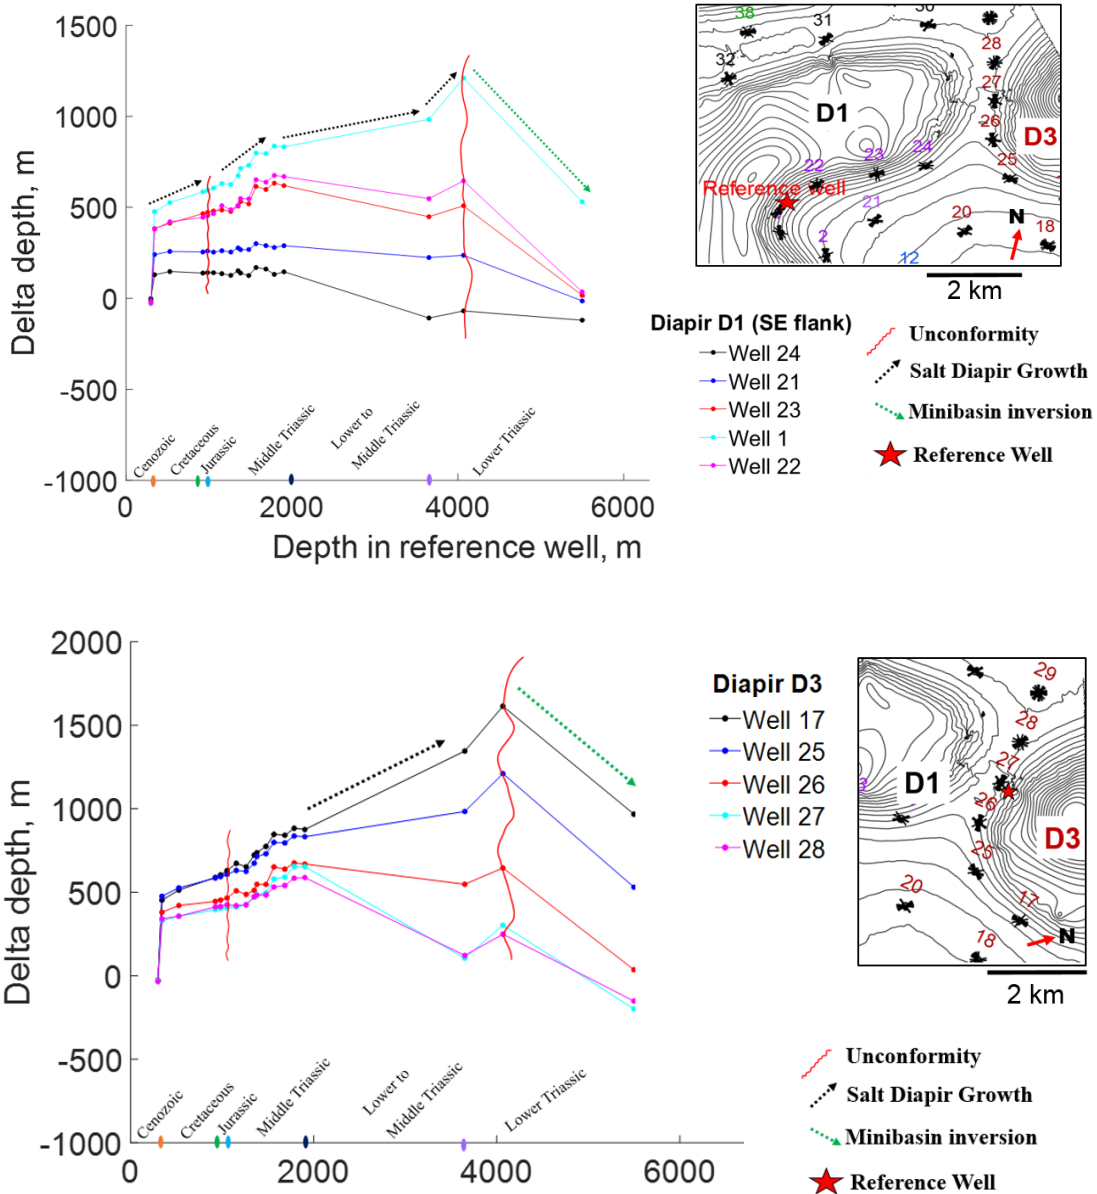 1500
1000
500
0
-500
-1000
Delta depth, m
0
2000
4000
6000
Depth in reference well, m
Cenozoic
Cretaceous
Jurassic
Middle Triassic
Lower to
Middle Triassic
Lower Triassic
38
31
30
32
28
27
26
25
D1
D3
22
23
24
Reference well
1
21
2
20
18
12
N
2 km
Diapir D1 (SE flank)
Well 24
Well 21
Well 23
Well 1
Well 22
Unconformity
Salt Diapir Growth
Minibasin inversion
Reference Well
2000
1500
1000
500
0
-500
-1000
Delta depth, m
0
2000
4000
6000
Cenozoic
Cretaceous
Jurassic
Middle Triassic
Lower to
Middle Triassic
Lower Triassic
Diapir D3
Well 17
Well 25
Well 26
Well 27
Well 28
29
28
27
D1
26
D3
25
20
17
18
N
2 km
Unconformity
Salt Diapir Growth
Minibasin inversion
Reference Well